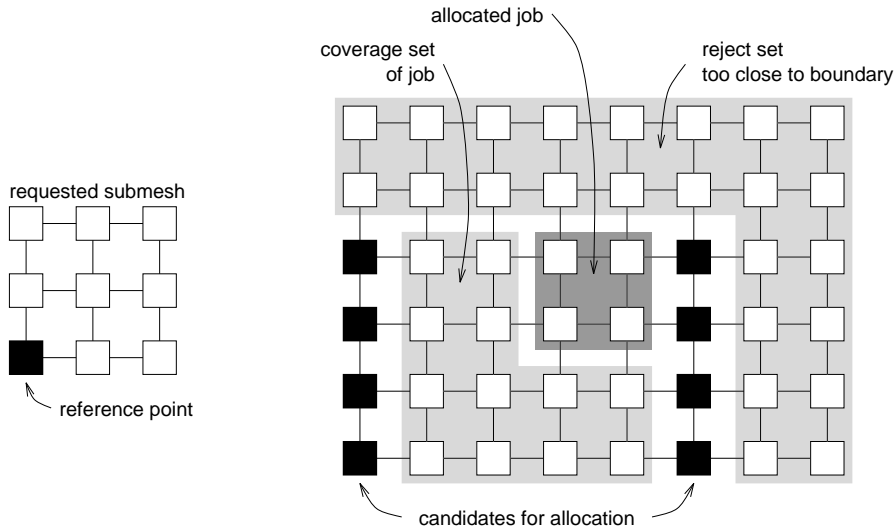 allocated job
coverage set
of job
reject set
too close to boundary
requested submesh
reference point
candidates for allocation